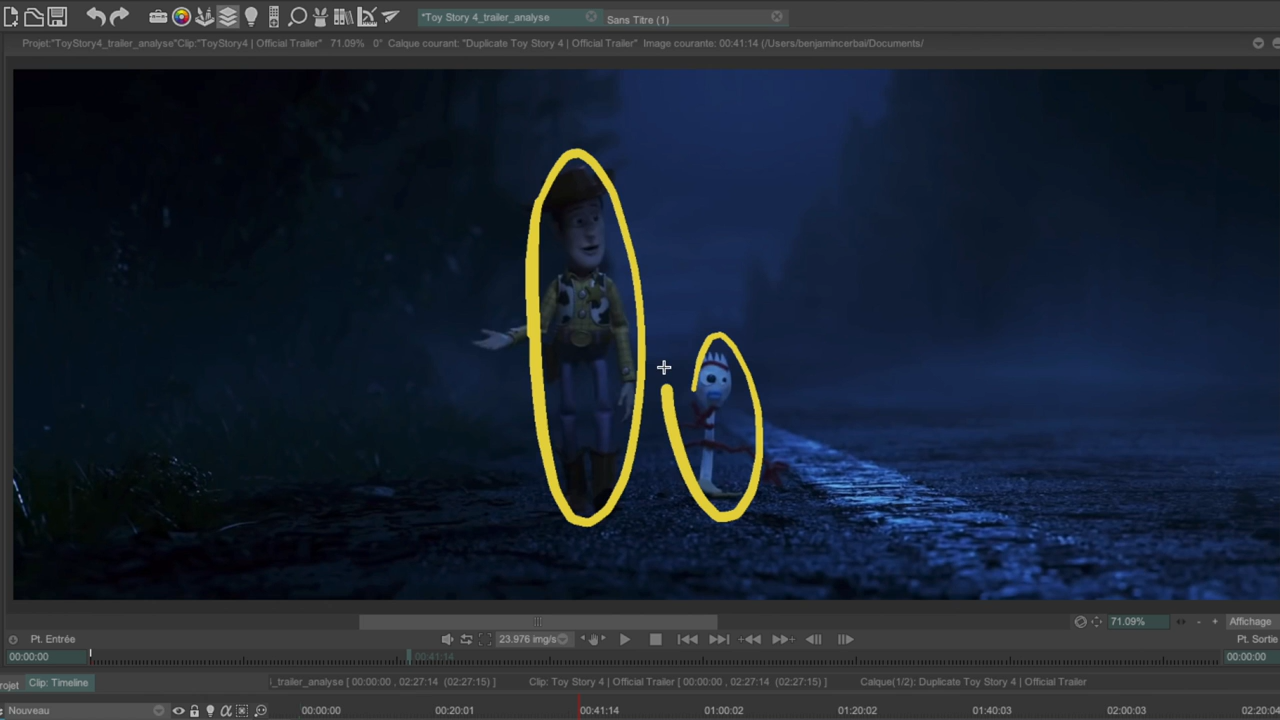 *Toy Story 4_trailer_analyse
Sans Titre (1)
Projet:"ToyStory4_trailer_analyse"Clip:"ToyStory4 | Official Trailer" 71.09% 0° Calque courant: "Duplicate Toy Story 4 | Official Trailer" Image courante: 00:41:14 (/Users/benjamincerbai/Documents/
71.09%
Affichage
Pt. Entrée
23.976 img/s
Pt. Sortie
00:00:00
00:41:14
00:00:00
rojet
Clip: Timeline
i_trailer_analyse [ 00:00:00 , 02:27:14 (02:27:15) ]
Clip: Toy Story 4 | Official Trailer [ 00:00:00 , 02:27:14 (02:27:15) ]
Calque(1/2): Duplicate Toy Story 4 | Official Trailer
Nouveau
00:00:00
00:20:01
00:41:14
01:00:02
01:20:02
01:40:03
02:00:03
02:20:04